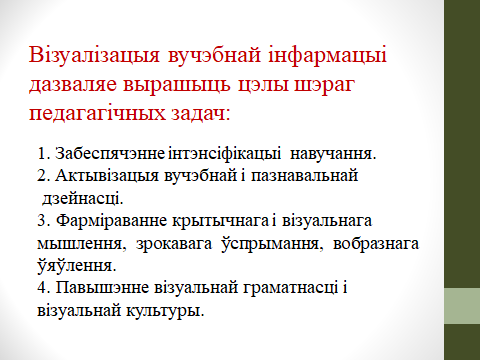 Візуалізацыя вучэбнай інфармацыі
дазваляе вырашыць цэлы шэраг
педагагічных задач:
1. Забеспячэнне інтэнсіфікацыі навучання.
2. Актывізацыя вучэбнай і пазнавальнай
дзейнасці.
3. Фарміраванне крытычнага і візуальнага
мышлення, зрокавага ўспрымання, вобразнага
ўяўлення.
4. Павышэнне візуальнай граматнасці і
візуальнай культуры.